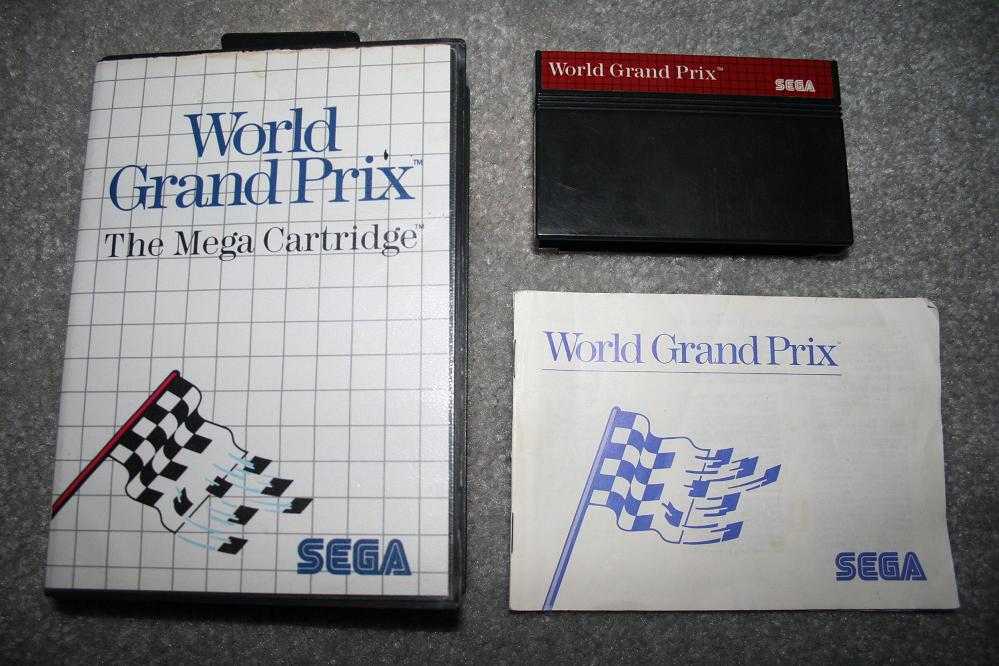 World
Grand Prix™
The Mega Cartridge™
SEGA
World Grand Prix™
SEGA
World Grand Prix™
SEGA